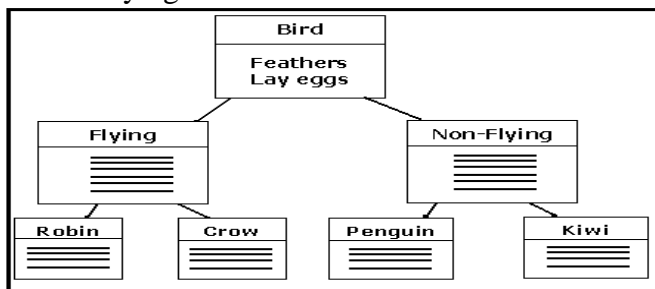 Bird
Feathers
Lay eggs
Flying
Non-Flying
Robin
Crow
Penguin
Kiwi